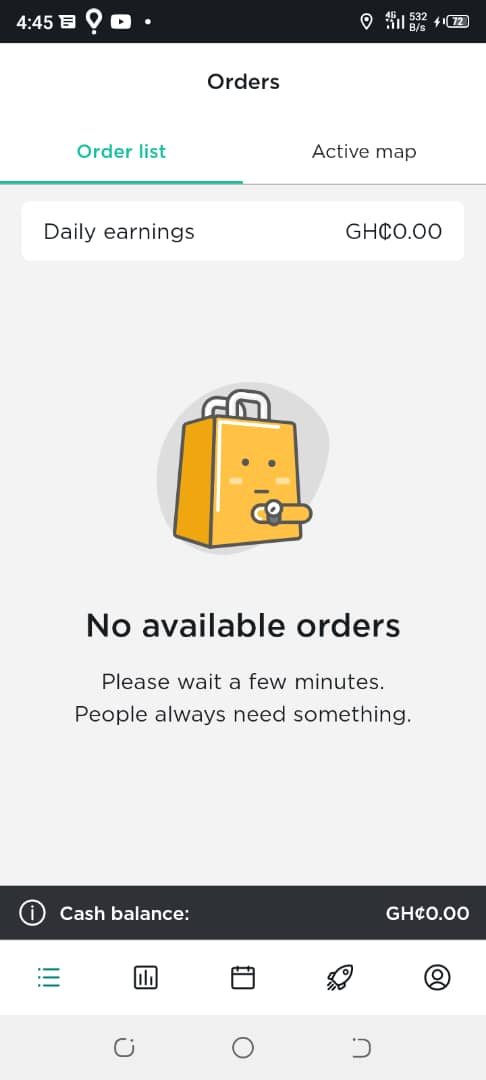 4:45
4G
532
B/s
72
Orders
Order list
Active map
Daily earnings
GH₵0.00
No available orders
Please wait a few minutes.
People always need something.
Cash balance:
GH¢0.00